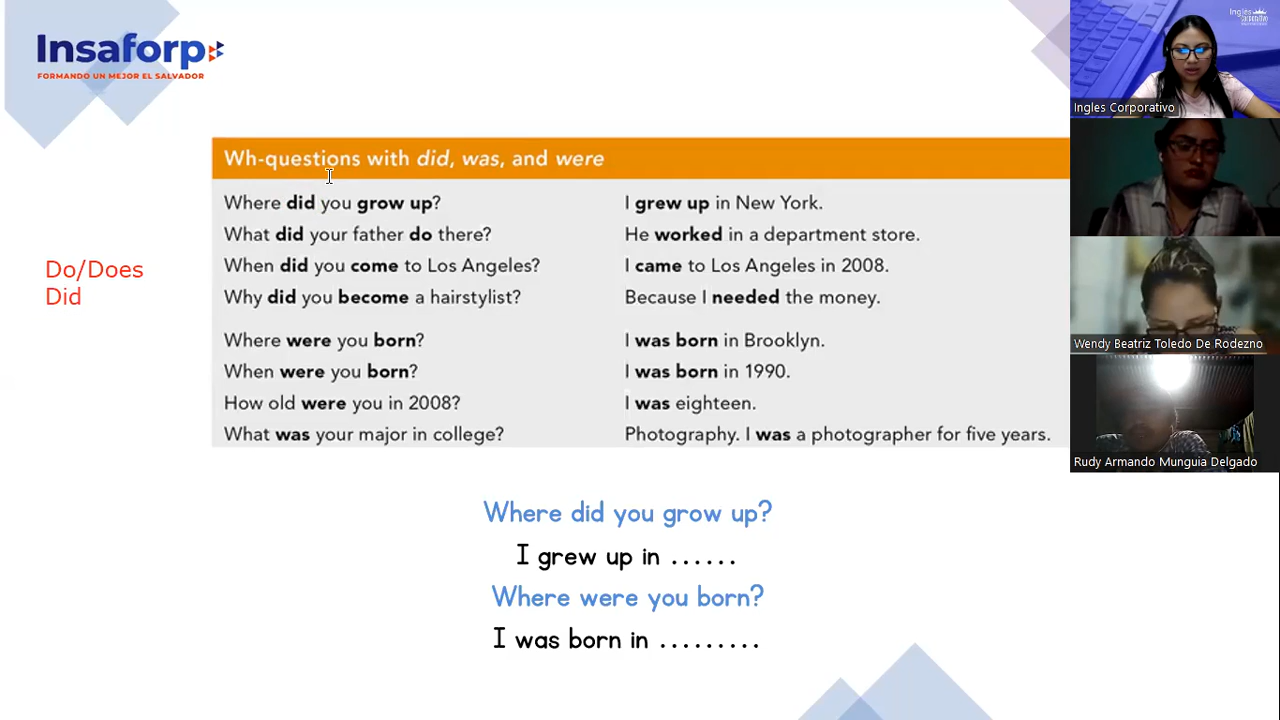 Insaforp
FORMANDO UN MEJOR EL SALVADOR
Wh-questions with did, was, and were
Where did you grow up? I grew up in New York.
What did your father do there? He worked in a department store.
When did you come to Los Angeles? I came to Los Angeles in 2008.
Why did you become a hairstylist? Because I needed the money.
Where were you born? I was born in Brooklyn.
When were you born? I was born in 1990.
How old were you in 2008? I was eighteen.
What was your major in college? Photography. I was a photographer for five years.
Do/Does
Did
Where did you grow up?
I grew up in ......
Where were you born?
I was born in .........
Ingles
Ingles Corporativo
Wendy Beatriz Toledo De Rodezno
Rudy Armando Munguia Delgado